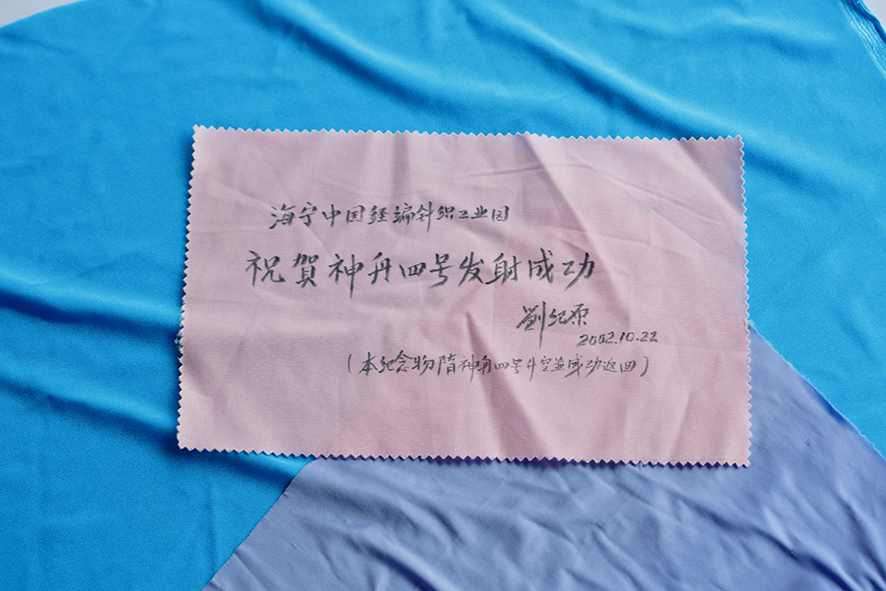 海宁中国经编针织工业园
祝贺神舟四号发射成功
劉纪原
2002.10.22
(本纪念物随神舟四号升空并成功返回)